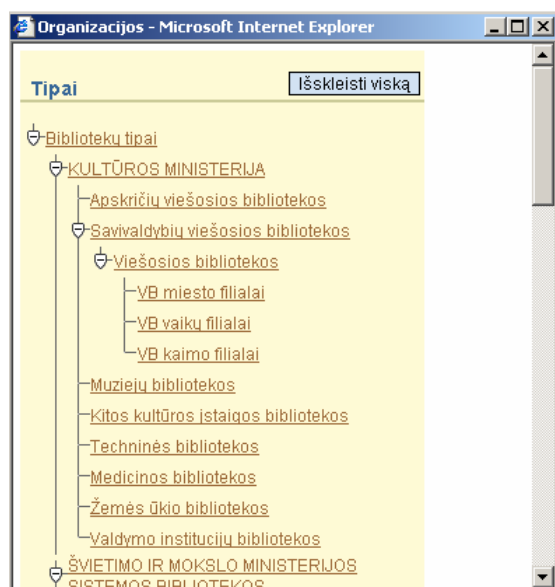 Organizacijos - Microsoft Internet Explorer
Tipai
Išskleisti viską
Bibliotekų tipai
KULTŪROS MINISTERIJA
Apskričių viešosios bibliotekos
Savivaldybių viešosios bibliotekos
Viešosios bibliotekos
VB miesto filialai
VB vaikų filialai
VB kaimo filialai
Muziejų bibliotekos
Kitos kultūros įstaigos bibliotekos
Techninės bibliotekos
Medicinos bibliotekos
Žemės ūkio bibliotekos
Valdymo institucijų bibliotekos
ŠVIETIMO IR MOKSLO MINISTERIJOS
SISTEMOS BIBLIOTEKOS